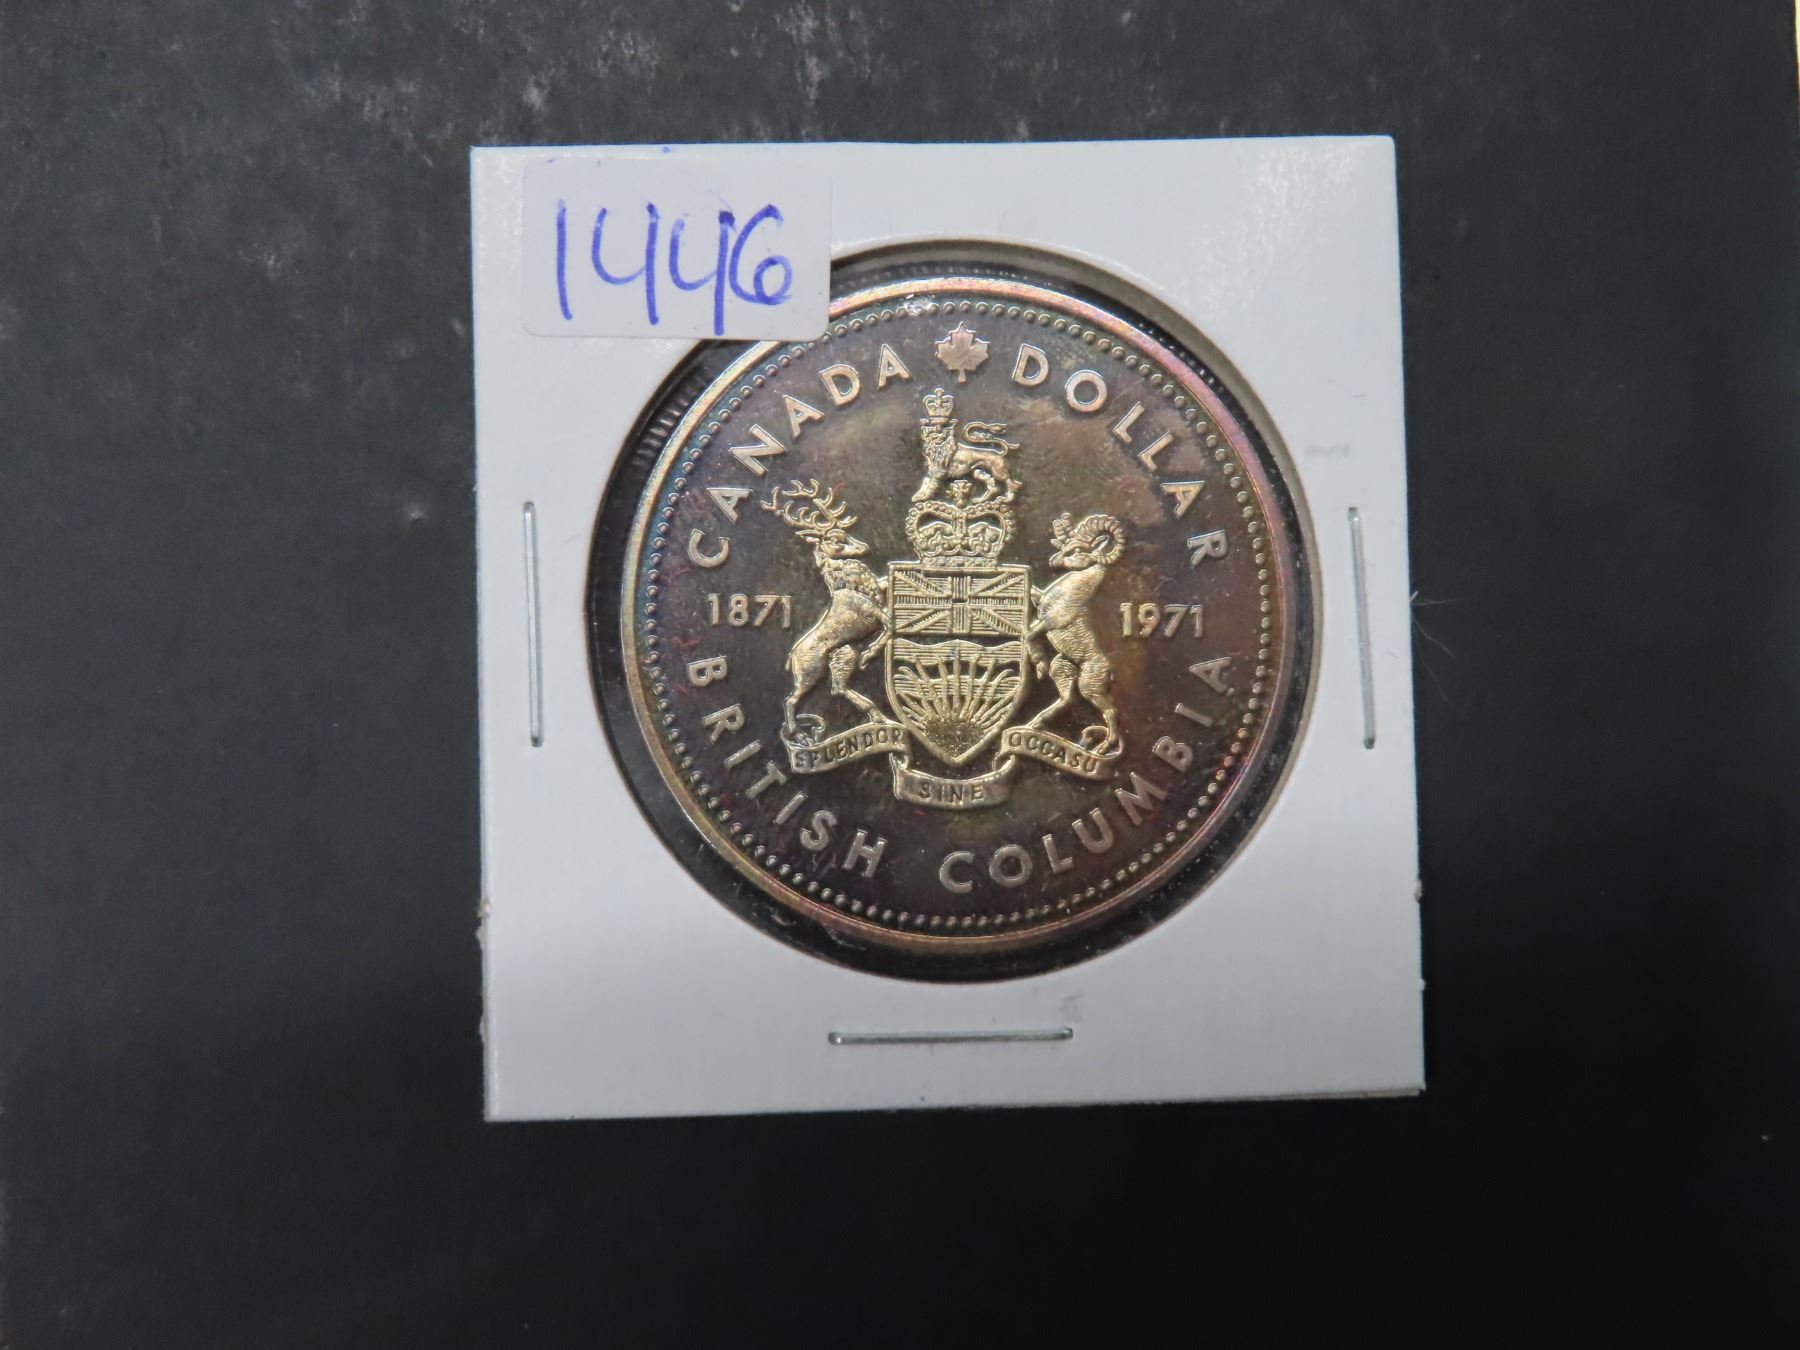 1446
CANADA DOLLAR
1871 1971
SPLENDOR SINE OCCASU
BRITISH COLUMBIA